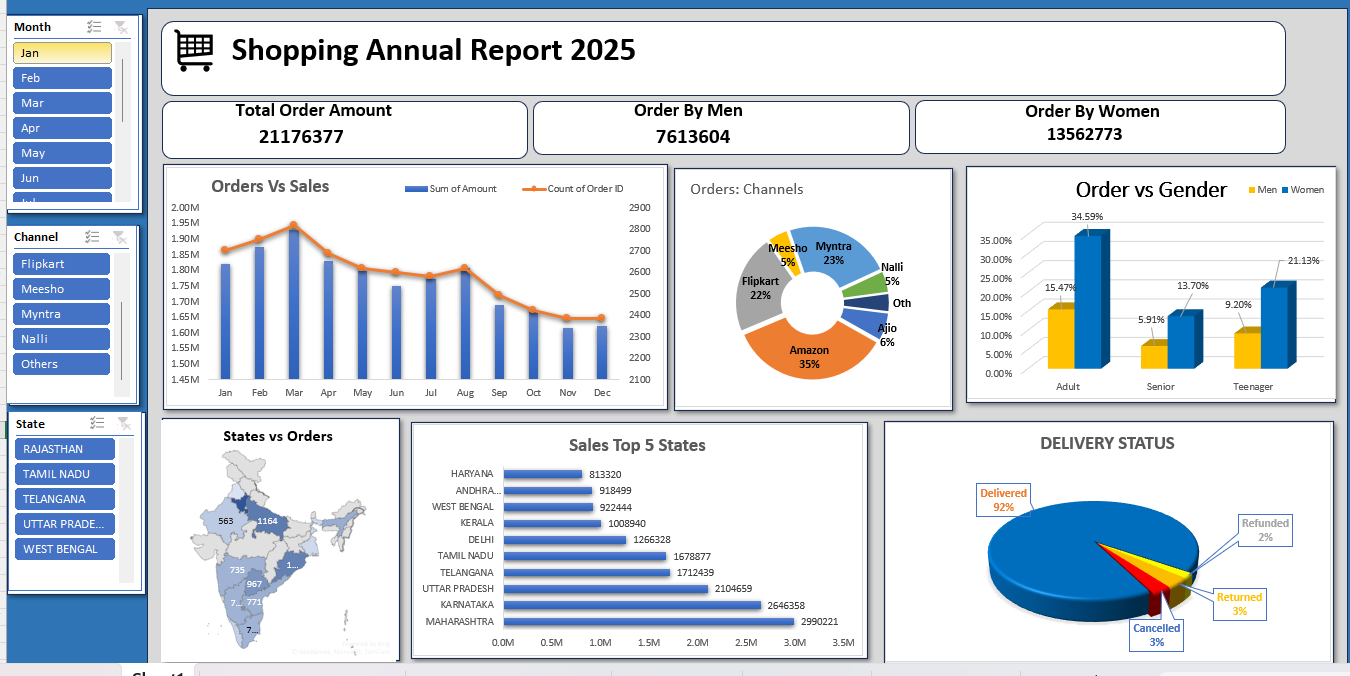 Month
Jan
Feb
Mar
Apr
May
Jun
Channel
Flipkart
Meesho
Myntra
Nalli
Others
State
RAJASTHAN
TAMIL NADU
TELANGANA
UTTAR PRADE...
WEST BENGAL
Shopping Annual Report 2025
Total Order Amount
21176377
Order By Men
7613604
Order By Women
13562773
Orders Vs Sales
Sum of Amount
Count of Order ID
2.00M
1.95M
1.90M
1.85M
1.80M
1.75M
1.70M
1.65M
1.60M
1.55M
1.50M
1.45M
2900
2800
2700
2600
2500
2400
2300
2200
2100
Jan Feb Mar Apr May Jun Jul Aug Sep Oct Nov Dec
Orders: Channels
Meesho
5%
Myntra
23%
Nalli
5%
Oth
Ajio
6%
Amazon
35%
Flipkart
22%
Order vs Gender
Men Women
35.00%
30.00%
25.00%
20.00%
15.00%
10.00%
5.00%
0.00%
15.47%
34.59%
5.91%
13.70%
9.20%
21.13%
Adult Senior Teenager
States vs Orders
563
1164
735
1...
967
7...
771
7...
Sales Top 5 States
HARYANA 813320
ANDHRA... 918499
WEST BENGAL 922444
KERALA 1008940
DELHI 1266328
TAMIL NADU 1678877
TELANGANA 1712439
UTTAR PRADESH 2104659
KARNATAKA 2646358
MAHARASHTRA 2990221
0.0M 0.5M 1.0M 1.5M 2.0M 2.5M 3.0M 3.5M
DELIVERY STATUS
Delivered
92%
Refunded
2%
Returned
3%
Cancelled
3%